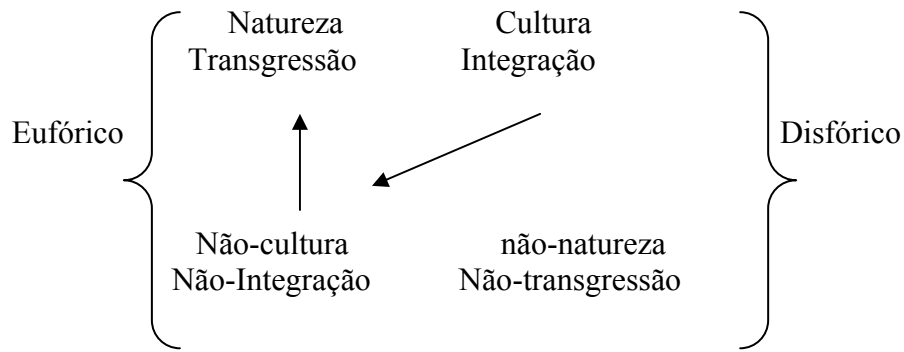 Natureza Cultura
Transgressão Integração
Eufórico Disfórico
Não-cultura não-natureza
Não-Integração Não-transgressão